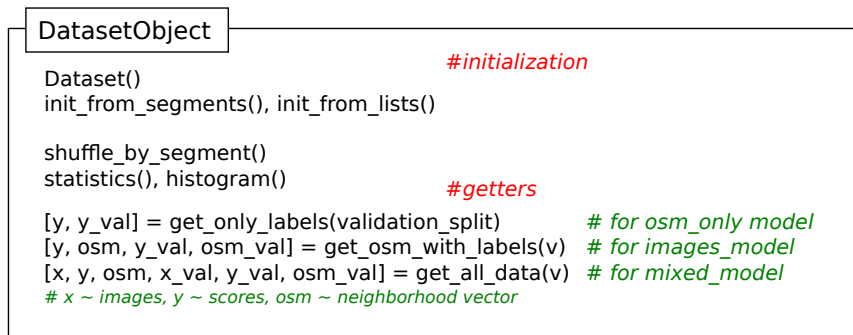 DatasetObject
#initialization
Dataset()
init_from_segments(), init_from_lists()
shuffle_by_segment()
statistics(), histogram()
#getters
[y, y_val] = get_only_labels(validation_split) # for osm_only model
[y, osm, y_val, osm_val] = get_osm_with_labels(v) # for images_model
[x, y, osm, x_val, y_val, osm_val] = get_all_data(v) # for mixed_model
# x ~ images, y ~ scores, osm ~ neighborhood vector